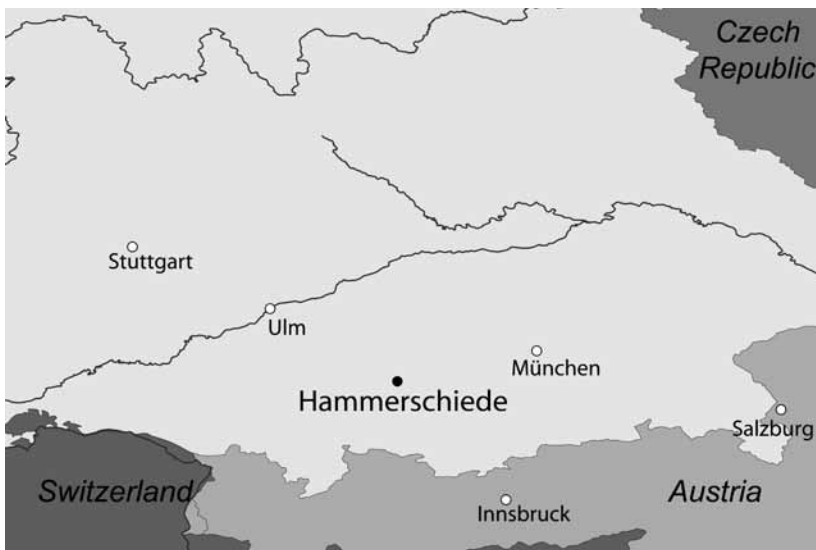 Czech
Republic
Stuttgart
Ulm
München
Hammerschiede
Salzburg
Switzerland
Austria
Innsbruck